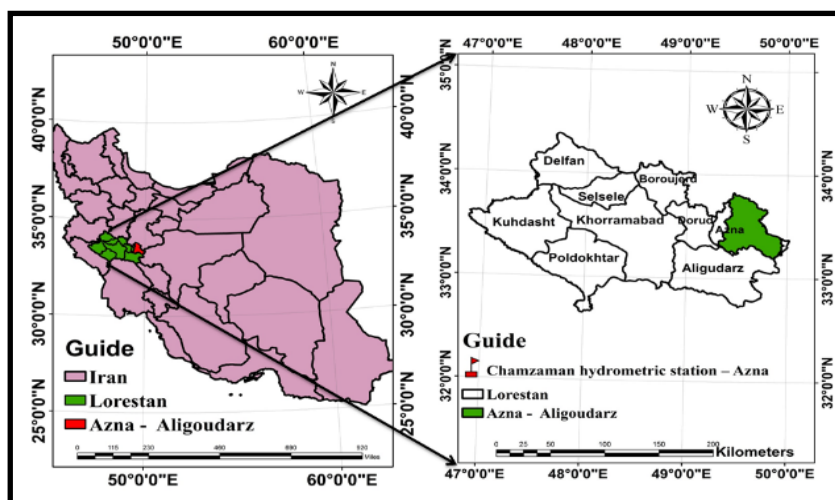 50°0'0"E
60°0'0"E
N
W
E
S
40°0'0"N
35°0'0"N
30°0'0"N
25°0'0"N
40°0'0"N
35°0'0"N
30°0'0"N
25°0'0"N
Guide
Iran
Lorestan
Azna - Aligoudarz
0 115 230 460 690 920
Miles
50°0'0"E
60°0'0"E
47°0'0"E
48°0'0"E
49°0'0"E
50°0'0"E
N
W
E
S
35°0'0"N
34°0'0"N
33°0'0"N
32°0'0"N
34°0'0"N
33°0'0"N
32°0'0"N
Delfan
Boroujerd
Selsele
Kuhdasht
Khorramabad
Dorud
Azna
Poldokhtar
Aligudarz
Guide
Chamzaman hydrometric station – Azna
Lorestan
Azna - Aligoudarz
0 25 50 100 150 200
Kilometers
47°0'0"E
48°0'0"E
49°0'0"E
50°0'0"E